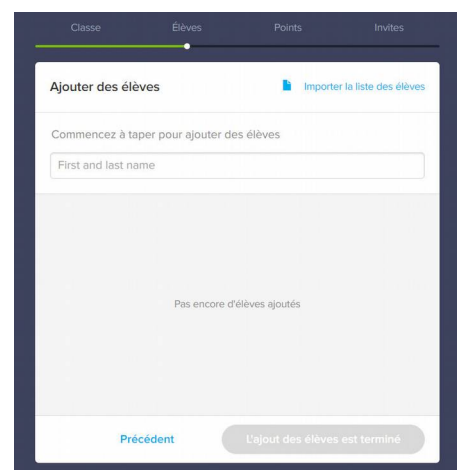 Classe Élèves Points Invites
Ajouter des élèves Importer la liste des élèves
Commencez à taper pour ajouter des élèves
First and last name
Pas encore d'élèves ajoutés
Précédent L'ajout des élèves est terminé